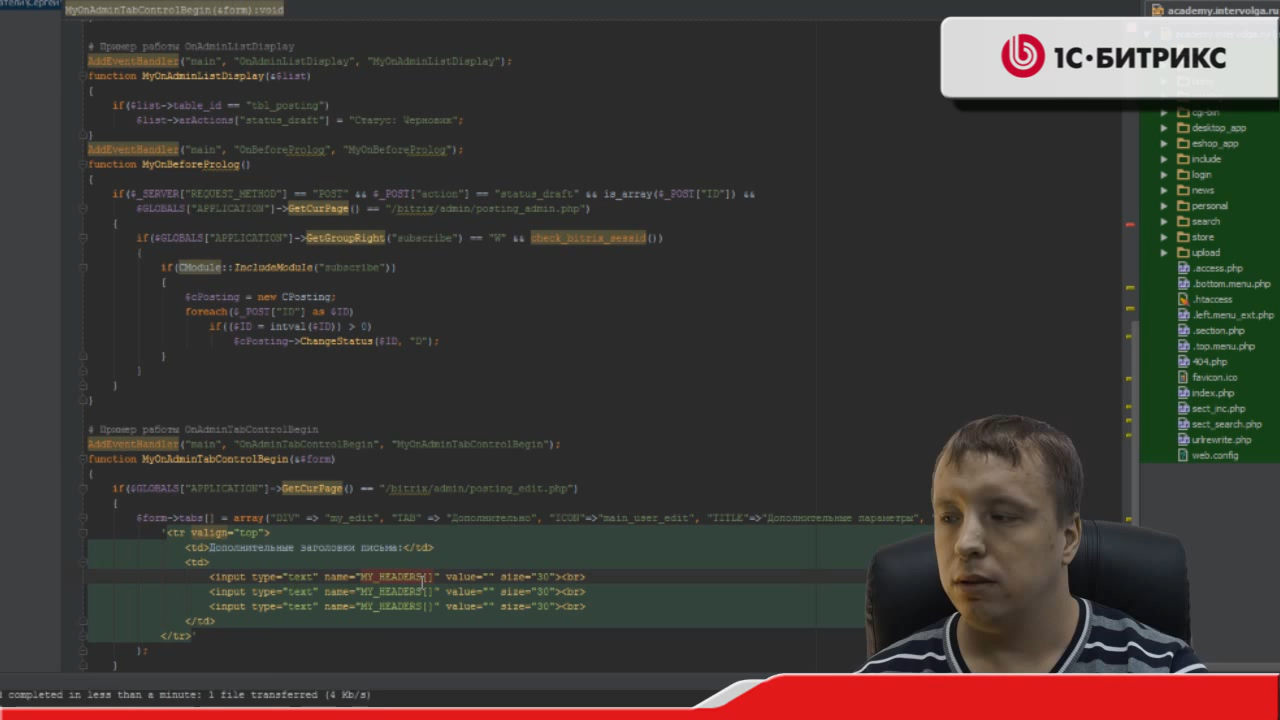 MyOnAdminTabControlBegin(&form):void
# Пример работы OnAdminListDisplay
AddEventHandler("main", "OnAdminListDisplay", "MyOnAdminListDisplay");
function MyOnAdminListDisplay(&$list)
{
if($list->table_id == "tbl_posting")
$list->arActions["status_draft"] = "Статус: Черновик";
}
AddEventHandler("main", "OnBeforeProlog", "MyOnBeforeProlog");
function MyOnBeforeProlog()
{
if($_SERVER["REQUEST_METHOD"] == "POST" && $_POST["action"] == "status_draft" && is_array($_POST["ID"]) &&
$GLOBALS["APPLICATION"]->GetCurPage() == "/bitrix/admin/posting_admin.php")
{
if($GLOBALS["APPLICATION"]->GetGroupRight("subscribe") == "W" && check_bitrix_sessid())
{
if(CModule::IncludeModule("subscribe"))
{
$cPosting = new CPosting;
foreach($_POST["ID"] as $ID)
if(($ID = intval($ID)) > 0)
$cPosting->ChangeStatus($ID, "D");
}
}
}
}
# Пример работы OnAdminTabControlBegin
AddEventHandler("main", "OnAdminTabControlBegin", "MyOnAdminTabControlBegin");
function MyOnAdminTabControlBegin(&$form)
{
if($GLOBALS["APPLICATION"]->GetCurPage() == "/bitrix/admin/posting_edit.php")
{
$form->tabs[] = array("DIV" => "my_edit", "TAB" => "Дополнительно", "ICON"=>"main_user_edit", "TITLE"=>"Дополнительные параметры",
'<tr valign="top">
<td>Дополнительные заголовки письма:</td>
<td>
<input type="text" name="MY_HEADERS[]" value="" size="30"><br>
<input type="text" name="MY_HEADERS[]" value="" size="30"><br>
<input type="text" name="MY_HEADERS[]" value="" size="30"><br>
</td>
</tr>'
);
}
completed in less than a minute: 1 file transferred (4 Kb/s)
academy.intervolga.ru
1С·БИТРИКС
cgi-bin
desktop_app
eshop_app
include
login
news
personal
search
store
upload
.access.php
.bottom.menu.php
.htaccess
.left.menu_ext.php
.section.php
.top.menu.php
404.php
favicon.ico
index.php
sect_inc.php
sect_search.php
urlrewrite.php
web.config